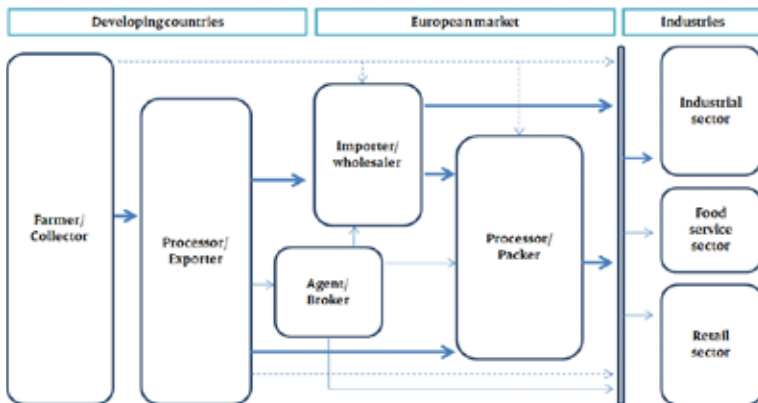 Developing countries
European market
Industries
Farmer/
Collector
Processor/
Exporter
Importer/
wholesaler
Agent/
Broker
Processor/
Packer
Industrial
sector
Food
service
sector
Retail
sector